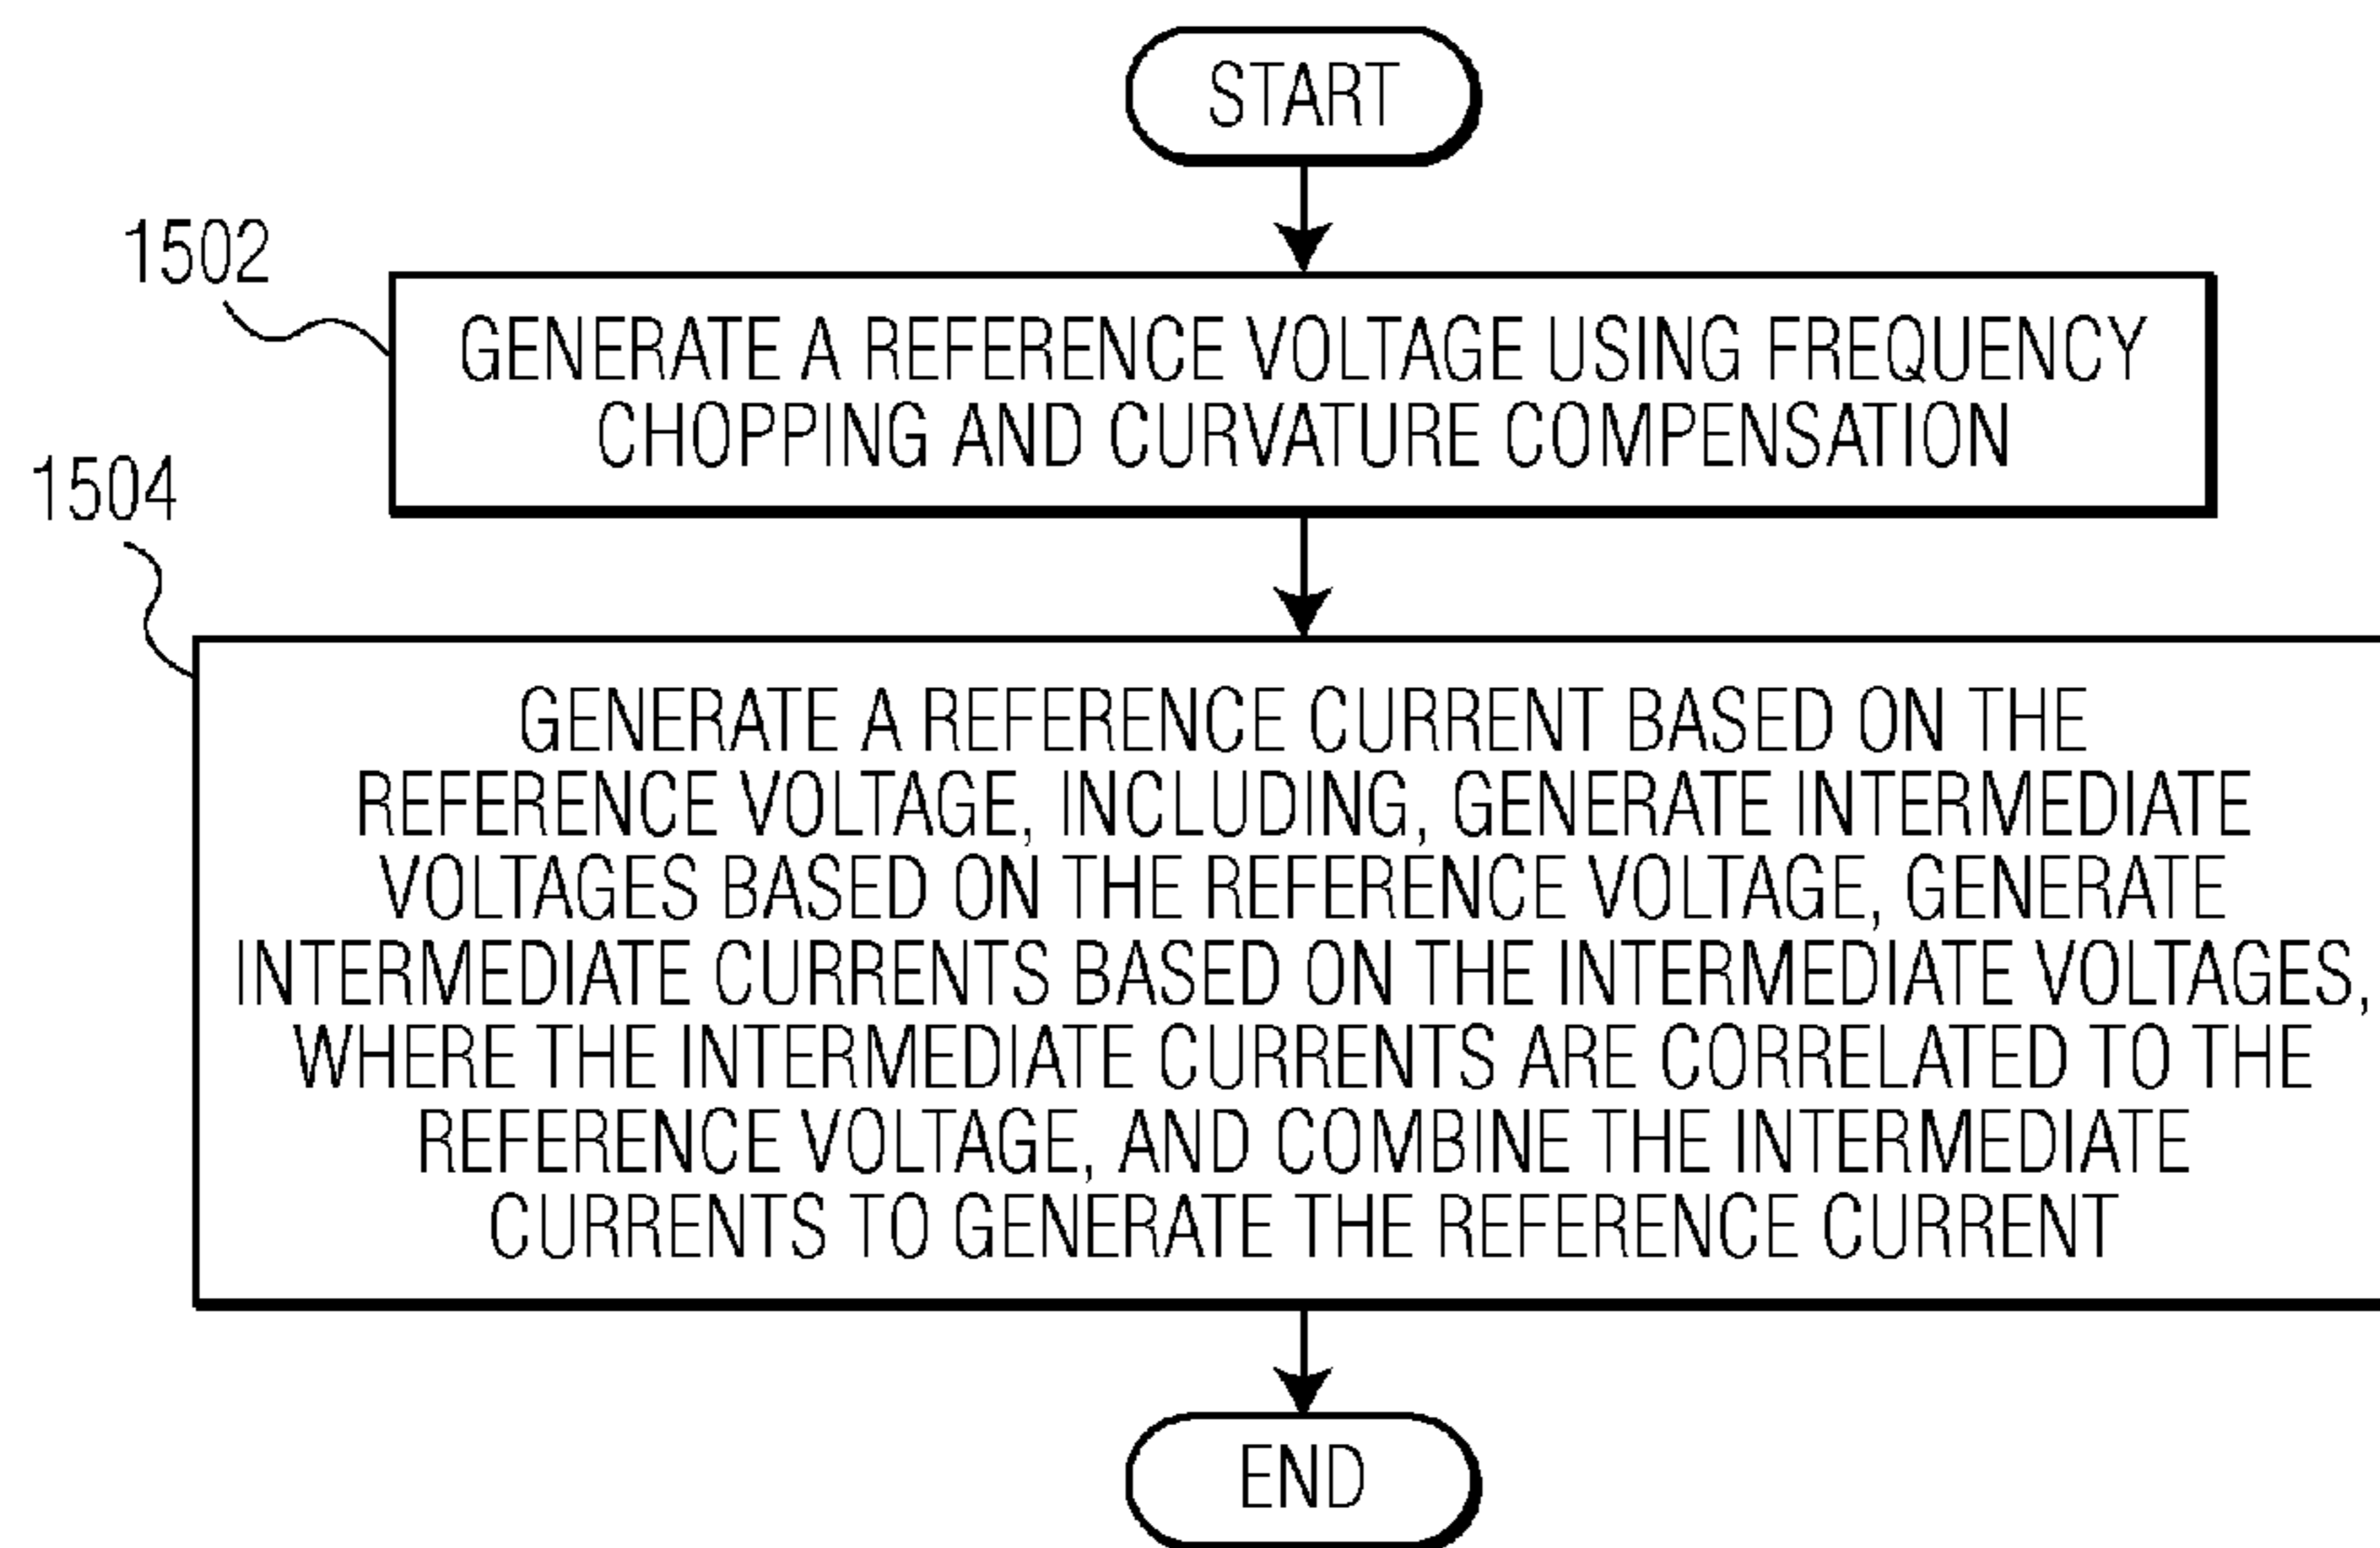 START
1502
GENERATE A REFERENCE VOLTAGE USING FREQUENCY
CHOPPING AND CURVATURE COMPENSATION
1504
GENERATE A REFERENCE CURRENT BASED ON THE
REFERENCE VOLTAGE, INCLUDING, GENERATE INTERMEDIATE
VOLTAGES BASED ON THE REFERENCE VOLTAGE, GENERATE
INTERMEDIATE CURRENTS BASED ON THE INTERMEDIATE VOLTAGES,
WHERE THE INTERMEDIATE CURRENTS ARE CORRELATED TO THE
REFERENCE VOLTAGE, AND COMBINE THE INTERMEDIATE
CURRENTS TO GENERATE THE REFERENCE CURRENT
END